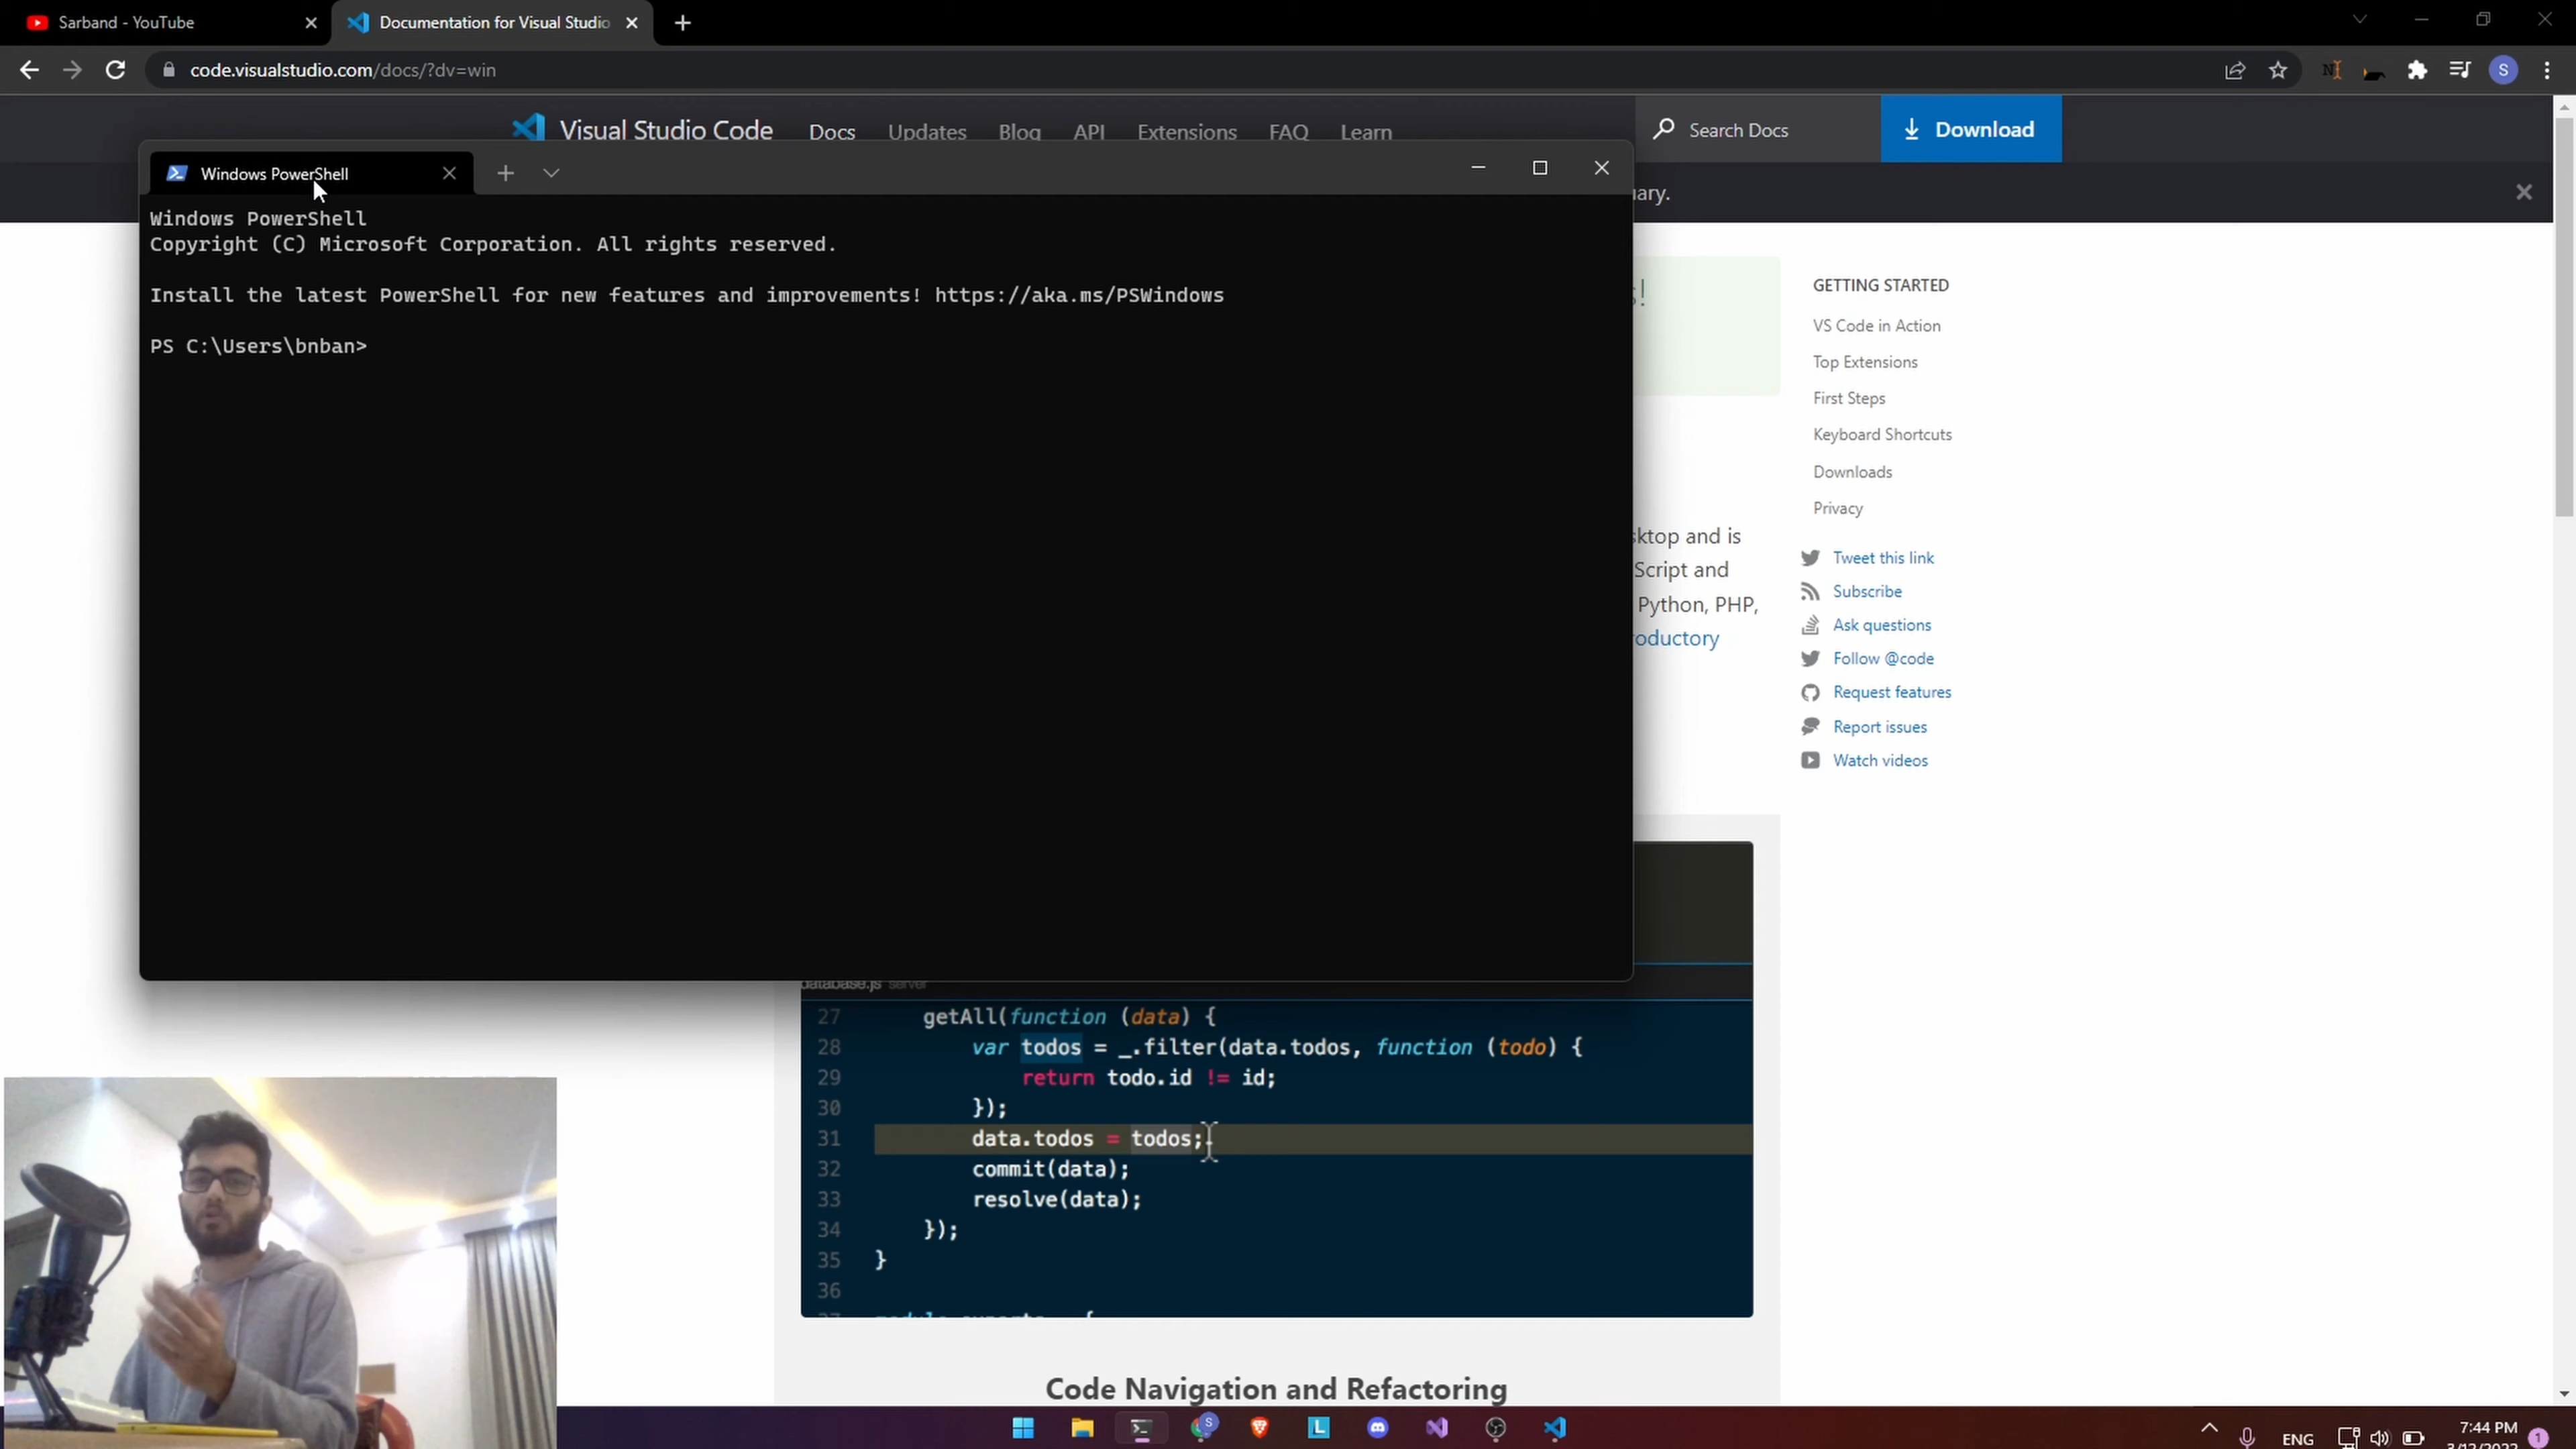 Sarband - YouTube
Documentation for Visual Studio
code.visualstudio.com/docs/?dv=win
S
Visual Studio Code Docs Updates Blog API Extensions FAQ Learn
Search Docs
Download
Windows PowerShell
Windows PowerShell
Copyright (C) Microsoft Corporation. All rights reserved.
Install the latest PowerShell for new features and improvements! https://aka.ms/PSWindows
PS C:\Users\bnban>
ary.
s!
sktop and is
Script and
Python, PHP,
roductory
GETTING STARTED
VS Code in Action
Top Extensions
First Steps
Keyboard Shortcuts
Downloads
Privacy
Tweet this link
Subscribe
Ask questions
Follow @code
Request features
Report issues
Watch videos
database.js server
27 getAll(function (data) {
28 var todos = _.filter(data.todos, function (todo) {
29 return todo.id != id;
30 });
31 data.todos = todos;
32 commit(data);
33 resolve(data);
34 });
35 }
36
Code Navigation and Refactoring
S
L
ENG
7:44 PM
1